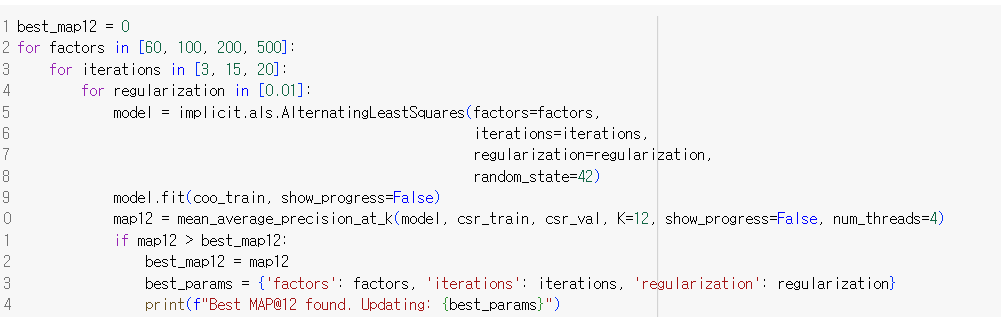 1 best_map12 = 0
2 for factors in [60, 100, 200, 500]:
3     for iterations in [3, 15, 20]:
4         for regularization in [0.01]:
5             model = implicit.als.AlternatingLeastSquares(factors=factors,
6                                                          iterations=iterations,
7                                                          regularization=regularization,
8                                                          random_state=42)
9             model.fit(coo_train, show_progress=False)
0             map12 = mean_average_precision_at_k(model, csr_train, csr_val, K=12, show_progress=False, num_threads=4)
1             if map12 > best_map12:
2                 best_map12 = map12
3                 best_params = {'factors': factors, 'iterations': iterations, 'regularization': regularization}
4                 print(f"Best MAP@12 found. Updating: {best_params}")